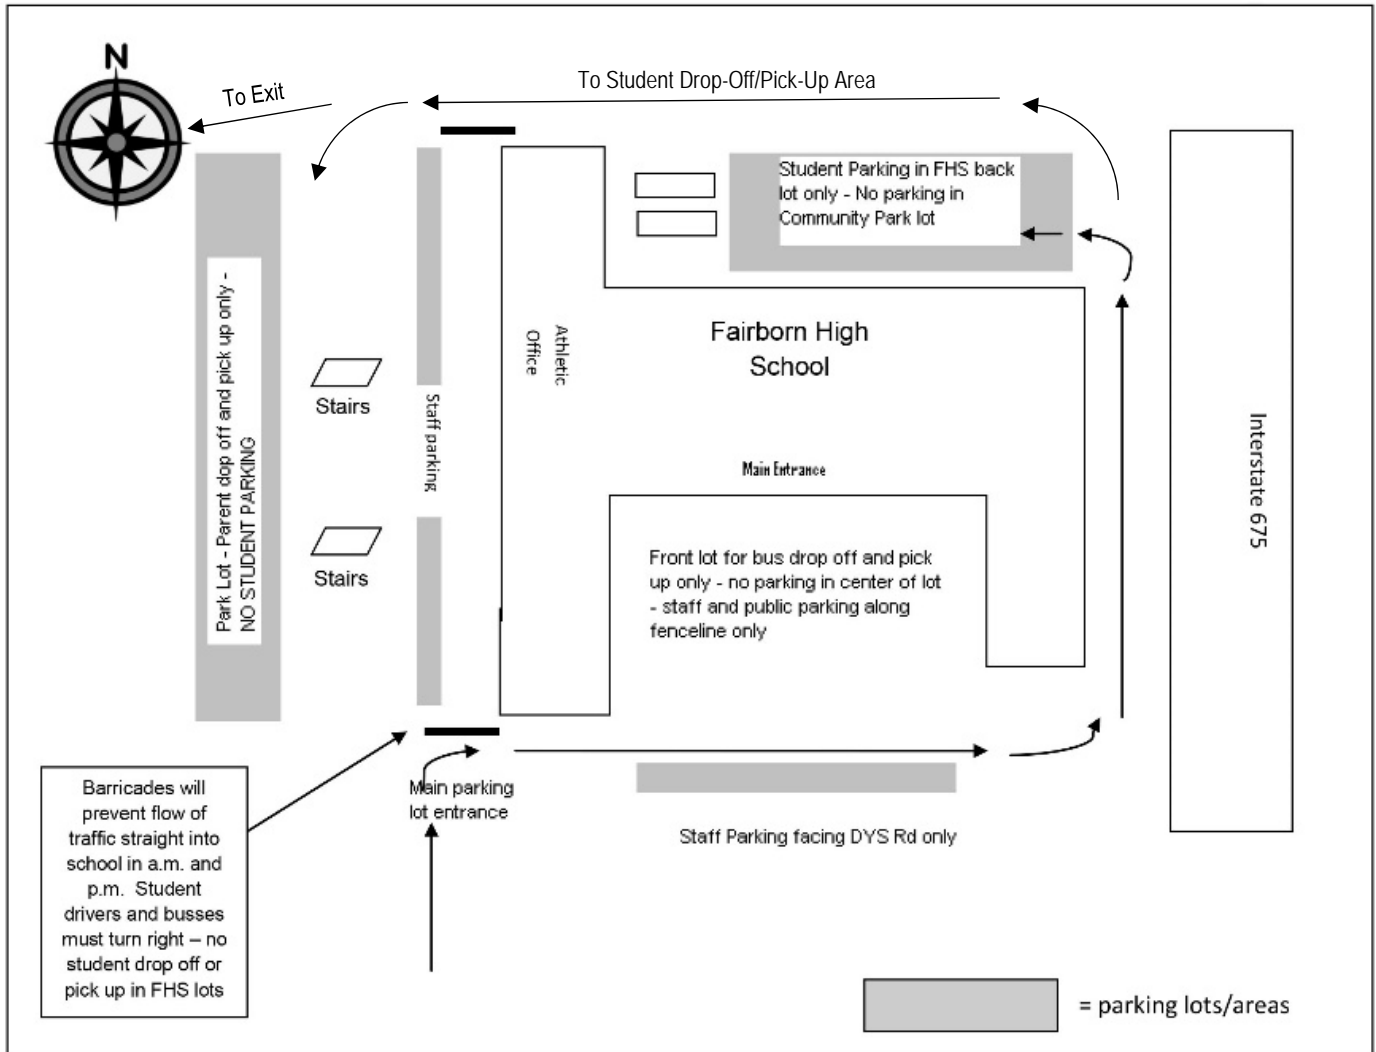 N
To Exit
To Student Drop-Off/Pick-Up Area
Student Parking in FHS back
lot only - No parking in
Community Park lot
Park Lot - Parent dop off and pick up only -
NO STUDENT PARKING
Stairs
Stairs
Staff parking
Athletic
Office
Fairborn High
School
Main Entrance
Front lot for bus drop off and pick
up only - no parking in center of lot
- staff and public parking along
fenceline only
Interstate 675
Main parking
lot entrance
Staff Parking facing DYS Rd only
Barricades will
prevent flow of
traffic straight into
school in a.m. and
p.m. Student
drivers and busses
must turn right – no
student drop off or
pick up in FHS lots
= parking lots/areas